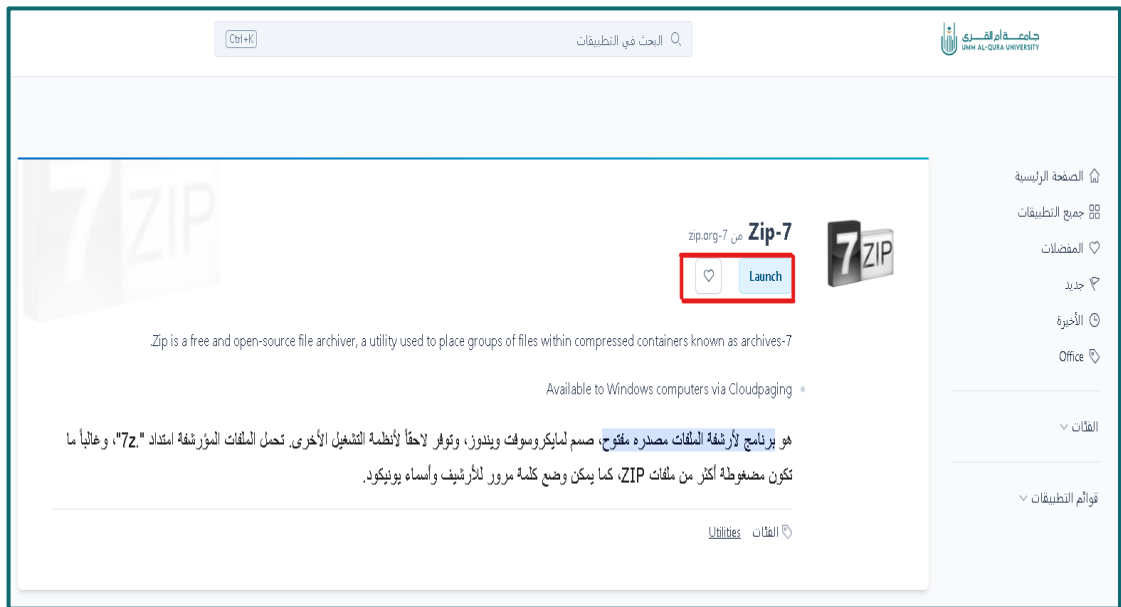 جامعة أم القرى
UMM AL-QURA UNIVERSITY
البحث في التطبيقات
Ctrl+K
الصفحة الرئيسية
جميع التطبيقات
المفضلات
جديد
الأخيرة
Office
الفئات
قوائم التطبيقات
7 ZIP
7 ZIP
Zip-7 من zip.org-7
Launch
.Zip is a free and open-source file archiver, a utility used to place groups of files within compressed containers known as archives-7
Available to Windows computers via Cloudpaging
هو برنامج لأرشفة الملفات مصدره مفتوح، صمم لمايكروسوفت ويندوز، وتوفر لاحقاً لأنظمة التشغيل الأخرى. تحمل الملفات المؤرشفة امتداد "7z."، وغالباً ما
تكون مضغوطة أكثر من ملفات ZIP، كما يمكن وضع كلمة مرور للأرشيف وأسماء يونيكود.
الفئات Utilities